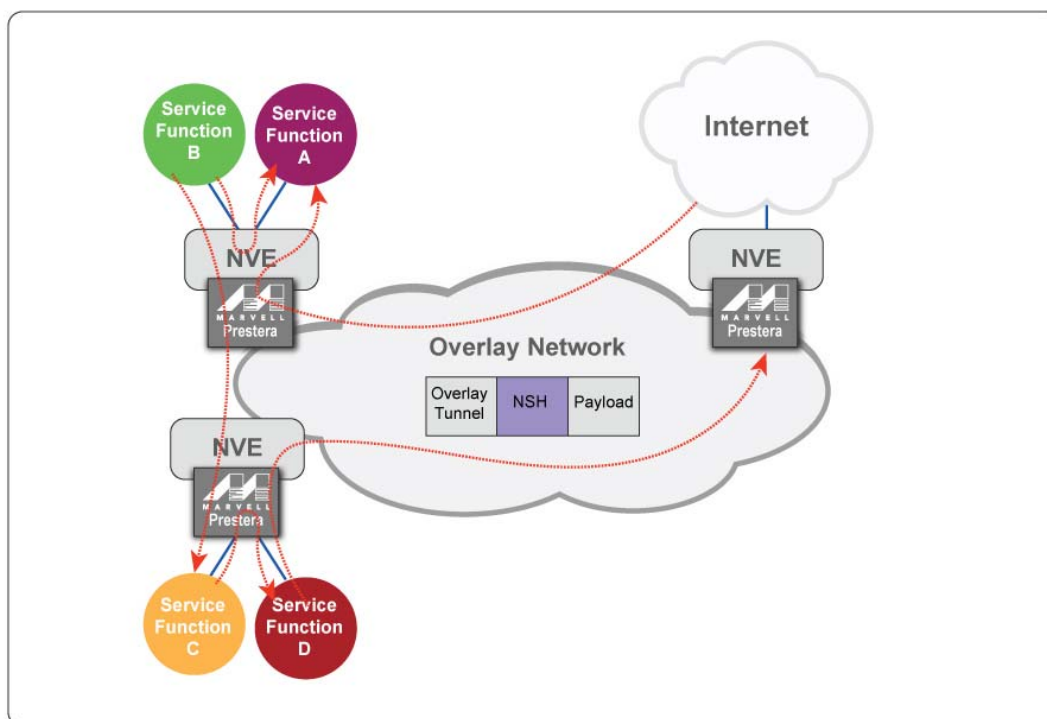 Service
Function
B
Service
Function
A
Internet
NVE
MARVELL
Prestera
NVE
MARVELL
Prestera
Overlay Network
Overlay
Tunnel
NSH
Payload
NVE
MARVELL
Prestera
Service
Function
C
Service
Function
D